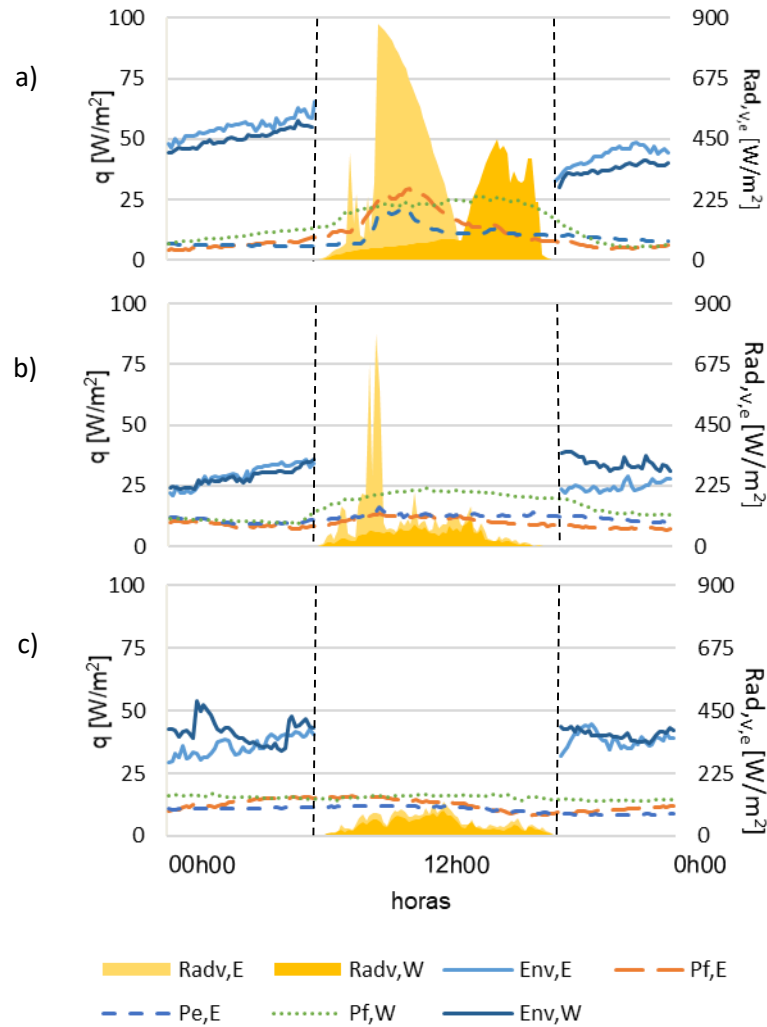 a)
q [W/m²]
100
75
50
25
0
900
675
450
225
0
Rad,v,e [W/m²]
b)
q [W/m²]
100
75
50
25
0
900
675
450
225
0
Rad,v,e [W/m²]
c)
q [W/m²]
100
75
50
25
0
900
675
450
225
0
Rad,v,e [W/m²]
00h00 12h00 0h00
horas
Radv,E Radv,W Env,E Pf,E
Pe,E Pf,W Env,W